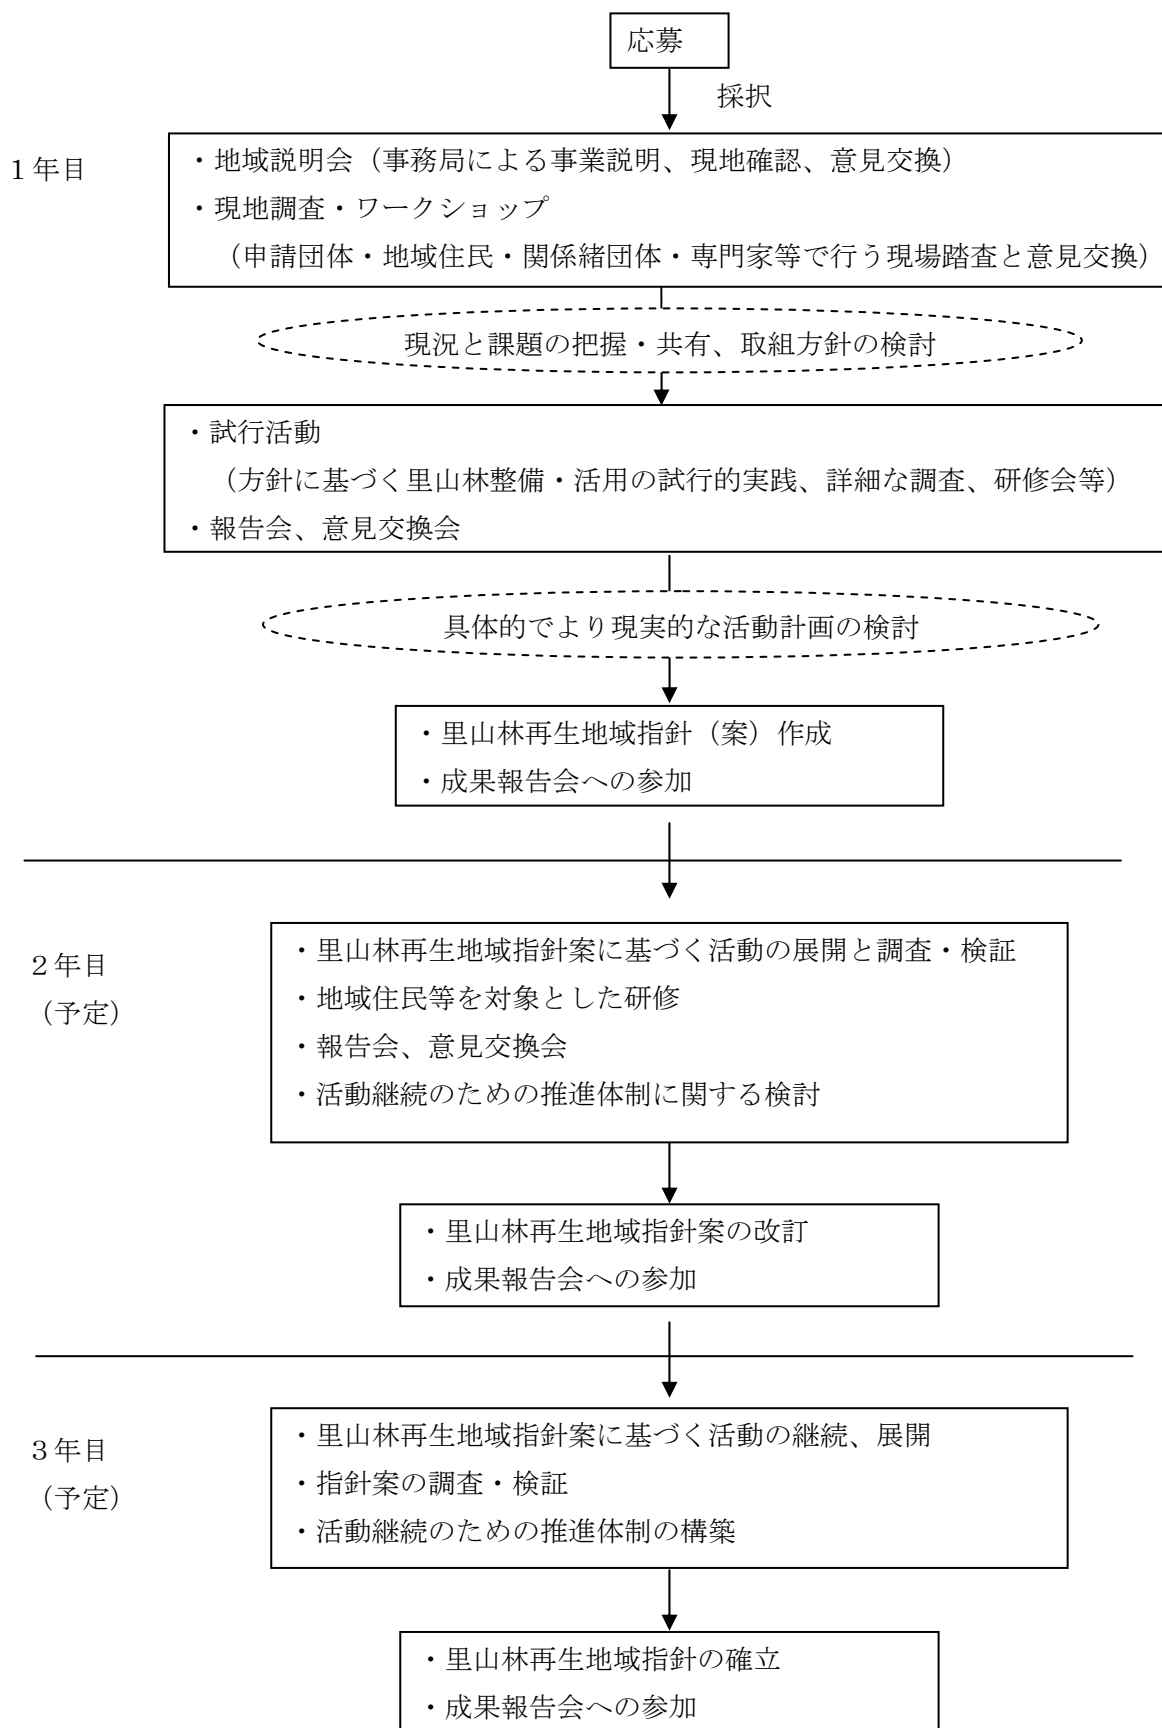 応募
採択
１年目
・地域説明会（事務局による事業説明、現地確認、意見交換）
・現地調査・ワークショップ
（申請団体・地域住民・関係緒団体・専門家等で行う現場踏査と意見交換）
現況と課題の把握・共有、取組方針の検討
・試行活動
（方針に基づく里山林整備・活用の試行的実践、詳細な調査、研修会等）
・報告会、意見交換会
具体的でより現実的な活動計画の検討
・里山林再生地域指針（案）作成
・成果報告会への参加
２年目
（予定）
・里山林再生地域指針案に基づく活動の展開と調査・検証
・地域住民等を対象とした研修
・報告会、意見交換会
・活動継続のための推進体制に関する検討
・里山林再生地域指針案の改訂
・成果報告会への参加
３年目
（予定）
・里山林再生地域指針案に基づく活動の継続、展開
・指針案の調査・検証
・活動継続のための推進体制の構築
・里山林再生地域指針の確立
・成果報告会への参加